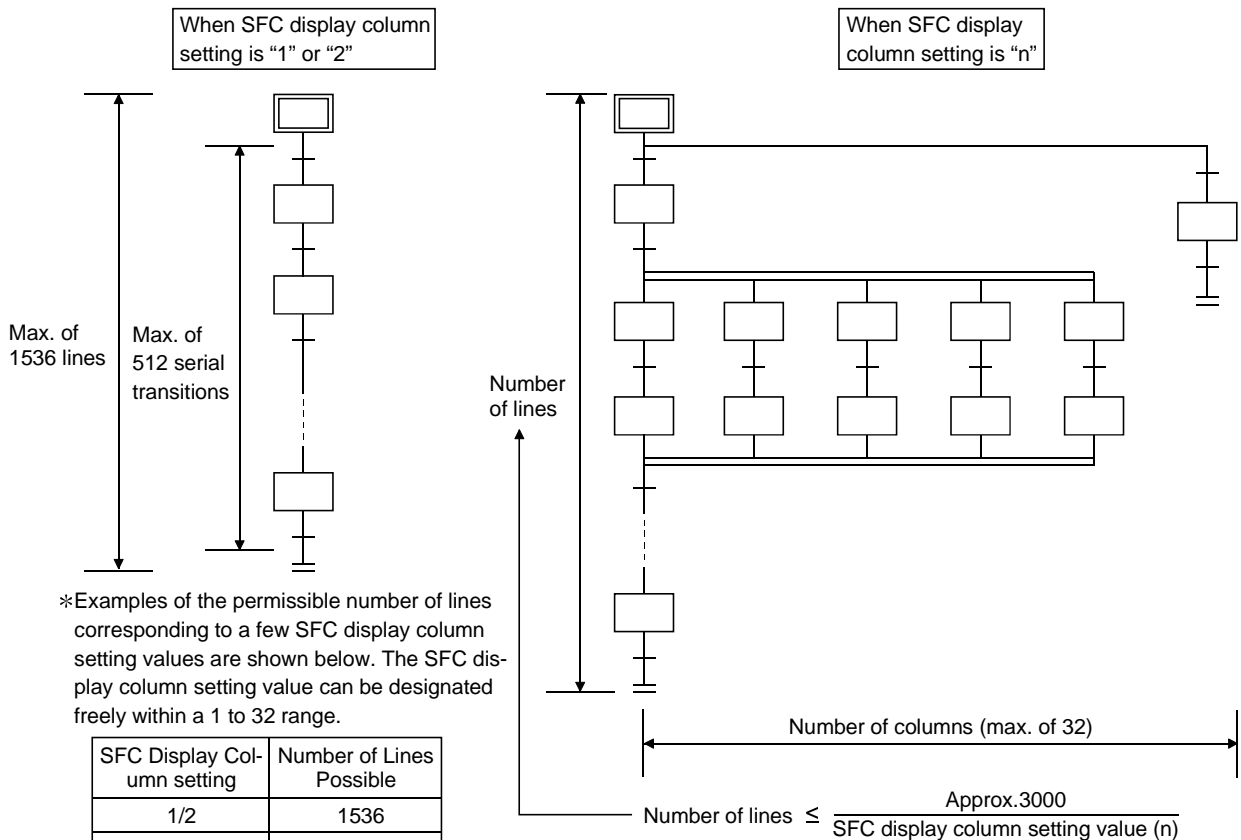 When SFC display column
setting is “1” or “2”
When SFC display
column setting is “n”
Max. of
1536 lines
Max. of
512 serial
transitions
Number
of lines
*Examples of the permissible number of lines
corresponding to a few SFC display column
setting values are shown below. The SFC dis-
play column setting value can be designated
freely within a 1 to 32 range.
Number of columns (max. of 32)
SFC Display Col-
umn setting
Number of Lines
Possible
1/2
1536
Number of lines ≤ Approx.3000
SFC display column setting value (n)